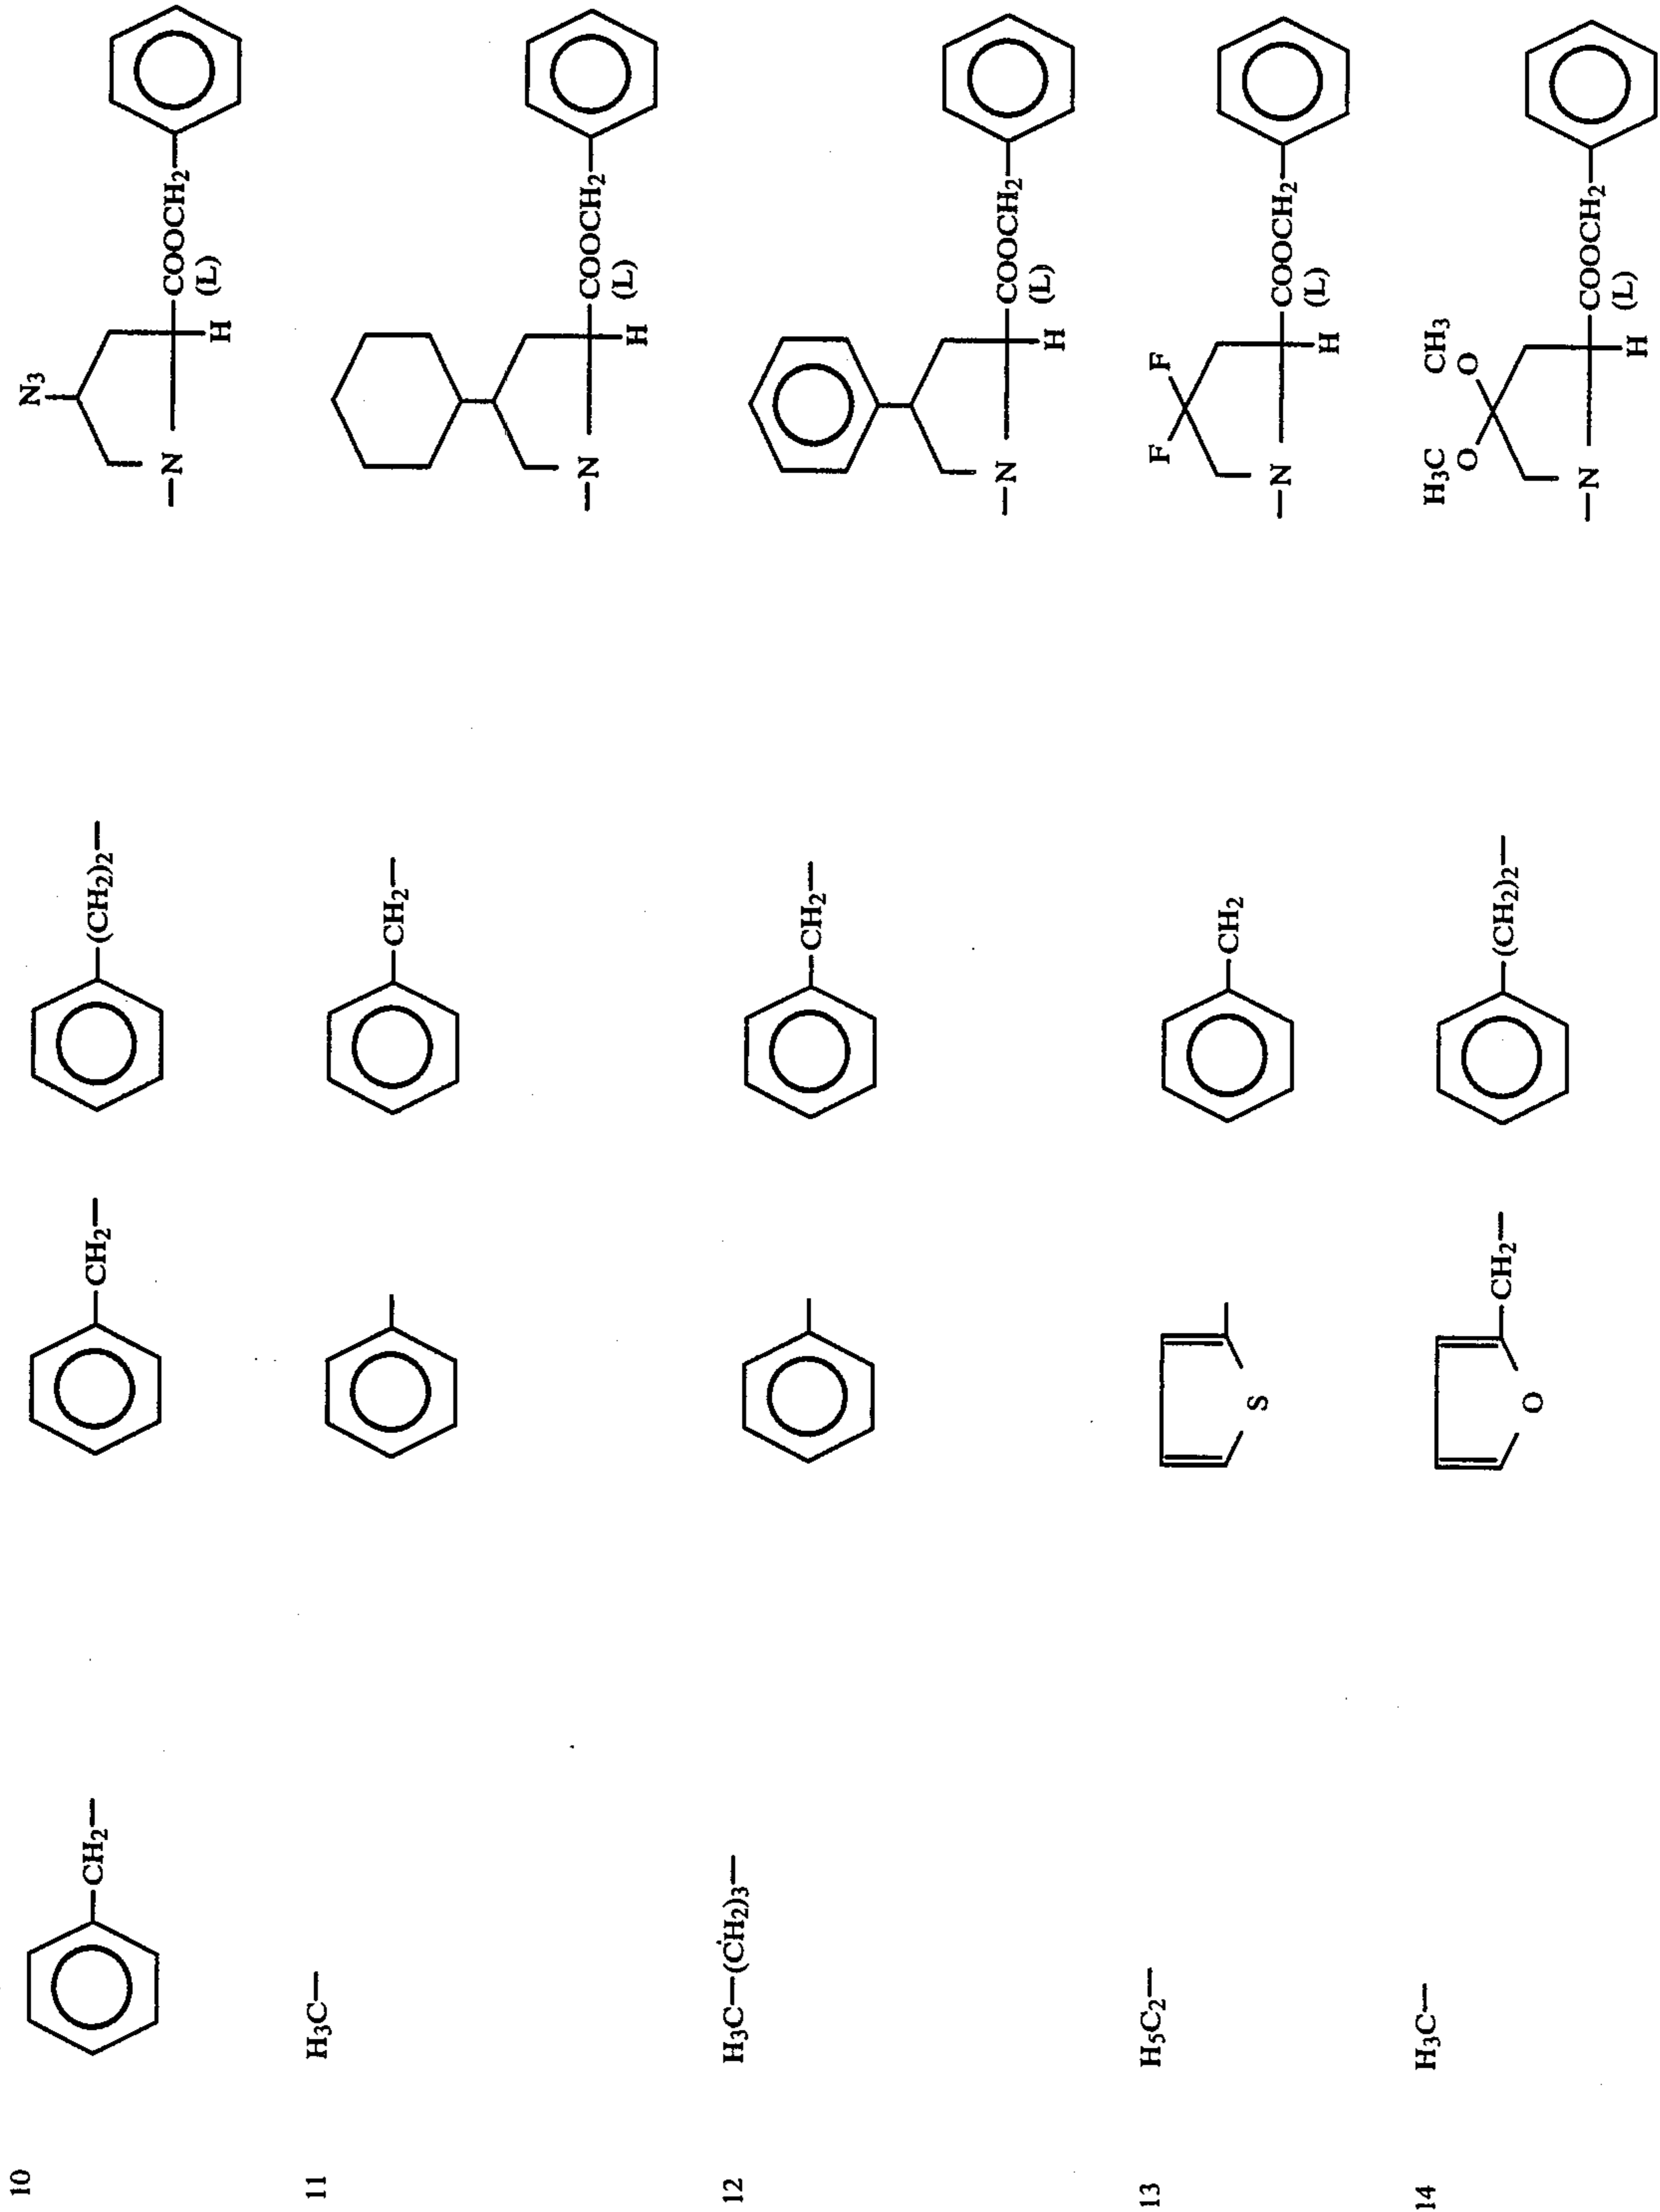 10 —CH₂— —CH₂— —(CH₂)₂— N₃
—N —COOCH₂—
(L)
H
11 H₃C— —CH₂—
—N —COOCH₂—
(L)
H
12 H₃C—(CH₂)₃— —CH₂—
—N —COOCH₂—
(L)
H
13 H₅C₂— S —CH₂ F F
—N —COOCH₂—
(L)
H
14 H₃C— O —CH₂— —(CH₂)₂— H₃C CH₃
O O
—N —COOCH₂—
(L)
H